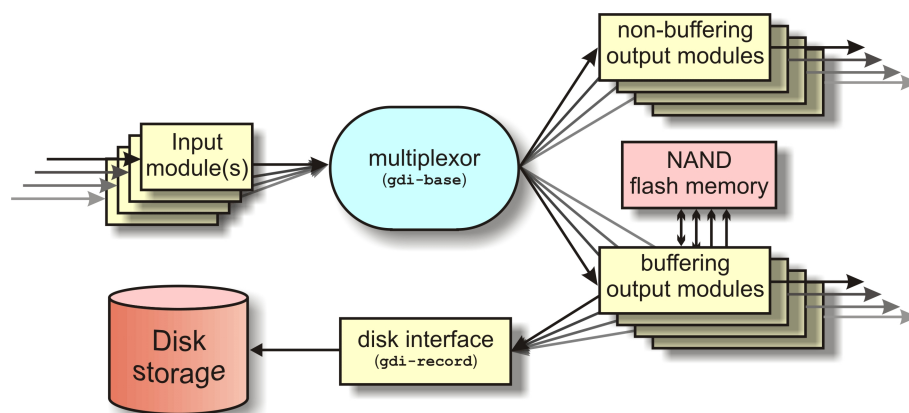 non-buffering
output modules
Input
module(s)
multiplexor
(gdi-base)
NAND
flash memory
buffering
output modules
Disk
storage
disk interface
(gdi-record)